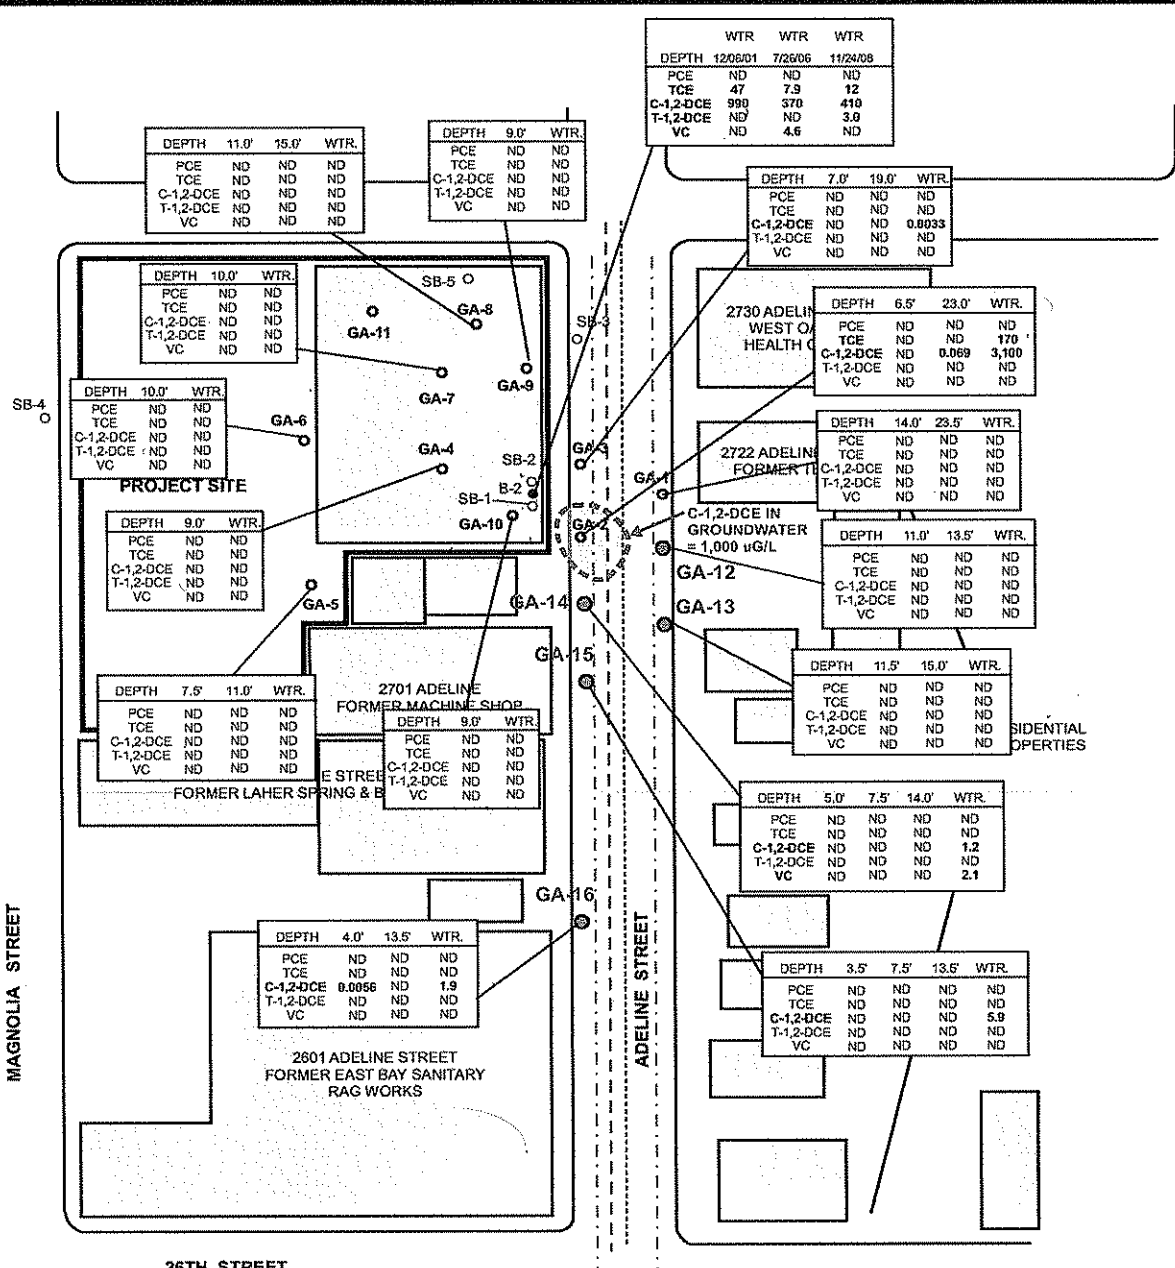 WTR WTR WTR
DEPTH 12/06/01 7/26/06 11/24/08
PCE ND ND ND
TCE 47 7.9 12
C-1,2-DCE 990 370 410
T-1,2-DCE ND ND 3.0
VC ND 4.6 ND
DEPTH 11.0' 15.0' WTR.
PCE ND ND ND
TCE ND ND ND
C-1,2-DCE ND ND ND
T-1,2-DCE ND ND ND
VC ND ND ND
DEPTH 9.0' WTR.
PCE ND ND
TCE ND ND
C-1,2-DCE ND ND
T-1,2-DCE ND ND
VC ND ND
DEPTH 7.0' 19.0' WTR.
PCE ND ND ND
TCE ND ND ND
C-1,2-DCE ND ND 0.0033
T-1,2-DCE ND ND ND
VC ND ND ND
DEPTH 10.0' WTR.
PCE ND ND
TCE ND ND
C-1,2-DCE ND ND
T-1,2-DCE ND ND
VC ND ND
SB-5
GA-8
GA-11
SB-3
GA-7
GA-9
2730 ADELIN
WEST OA
HEALTH C
DEPTH 6.5' 23.0' WTR.
PCE ND ND ND
TCE ND ND 170
C-1,2-DCE ND 0.069 3,100
T-1,2-DCE ND ND ND
VC ND ND ND
SB-4
DEPTH 10.0' WTR.
PCE ND ND
TCE ND ND
C-1,2-DCE ND ND
T-1,2-DCE ND ND
VC ND ND
PROJECT SITE
GA-6
GA-4
SB-2
B-2
SB-1
GA-10
GA-3
GA-1
GA-2
2722 ADELIN
FORMER
DEPTH 14.0' 23.5' WTR.
PCE ND ND ND
TCE ND ND ND
C-1,2-DCE ND ND ND
T-1,2-DCE ND ND ND
VC ND ND ND
C-1,2-DCE IN
GROUNDWATER
= 1,000 uG/L
DEPTH 9.0' WTR.
PCE ND ND
TCE ND ND
C-1,2-DCE ND ND
T-1,2-DCE ND ND
VC ND ND
DEPTH 11.0' 13.5' WTR.
PCE ND ND ND
TCE ND ND ND
C-1,2-DCE ND ND ND
T-1,2-DCE ND ND ND
VC ND ND ND
GA-12
GA-5
GA-14
GA-13
GA-15
DEPTH 7.5' 11.0' WTR.
PCE ND ND ND
TCE ND ND ND
C-1,2-DCE ND ND ND
T-1,2-DCE ND ND ND
VC ND ND ND
2701 ADELINE
FORMER MACHINE SHOP
DEPTH 9.0' WTR.
PCE ND ND
TCE ND ND
C-1,2-DCE ND ND
T-1,2-DCE ND ND
VC ND ND
DEPTH 11.5' 15.0' WTR.
PCE ND ND ND
TCE ND ND ND
C-1,2-DCE ND ND ND
T-1,2-DCE ND ND ND
VC ND ND ND
SIDENTIAL
OPERTIES
E STREE
FORMER LAHER SPRING & B
DEPTH 5.0' 7.5' 14.0' WTR.
PCE ND ND ND ND
TCE ND ND ND ND
C-1,2-DCE ND ND ND 1.2
T-1,2-DCE ND ND ND ND
VC ND ND ND 2.1
GA-16
DEPTH 4.0' 13.5' WTR.
PCE ND ND ND
TCE ND ND ND
C-1,2-DCE 0.0056 ND 1.9
T-1,2-DCE ND ND ND
VC ND ND ND
DEPTH 3.5' 7.5' 13.5' WTR.
PCE ND ND ND ND
TCE ND ND ND ND
C-1,2-DCE ND ND ND 5.9
T-1,2-DCE ND ND ND ND
VC ND ND ND ND
MAGNOLIA STREET
ADELINE STREET
2601 ADELINE STREET
FORMER EAST BAY SANITARY
RAG WORKS
26TH STREET